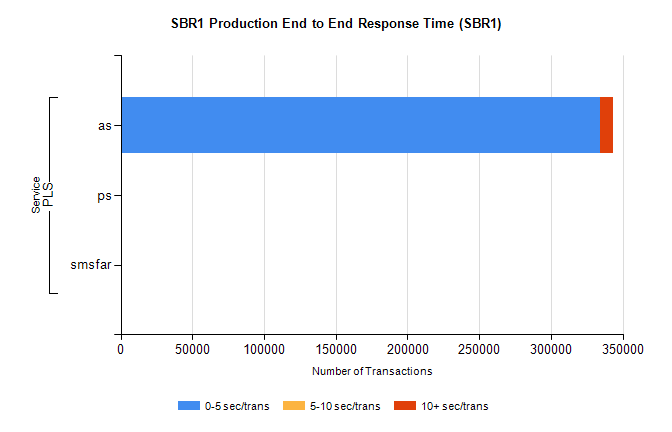 SBR1 Production End to End Response Time (SBR1)
Service
PLS
as
ps
smsfar
0 50000 100000 150000 200000 250000 300000 350000
Number of Transactions
0-5 sec/trans 5-10 sec/trans 10+ sec/trans